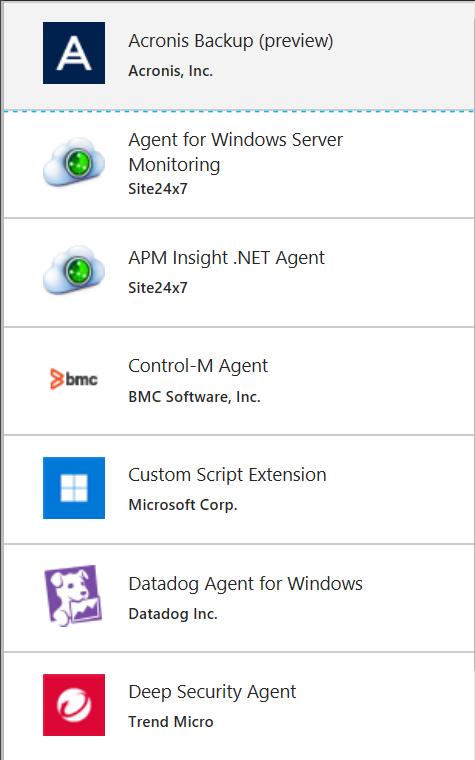 Acronis Backup (preview)
Acronis, Inc.
Agent for Windows Server
Monitoring
Site24x7
APM Insight .NET Agent
Site24x7
bmc
Control-M Agent
BMC Software, Inc.
Custom Script Extension
Microsoft Corp.
Datadog Agent for Windows
Datadog Inc.
Deep Security Agent
Trend Micro